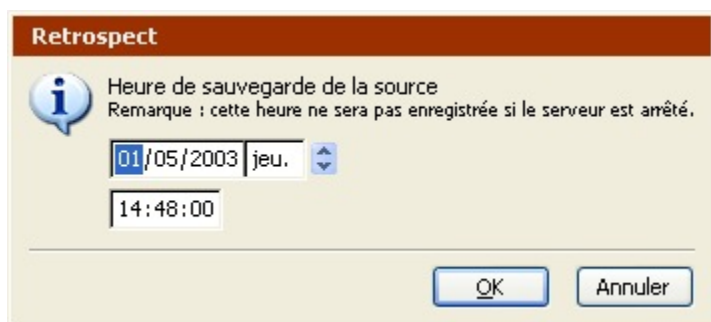 Retrospect
Heure de sauvegarde de la source
Remarque : cette heure ne sera pas enregistrée si le serveur est arrêté.
01/05/2003 jeu.
14:48:00
OK Annuler